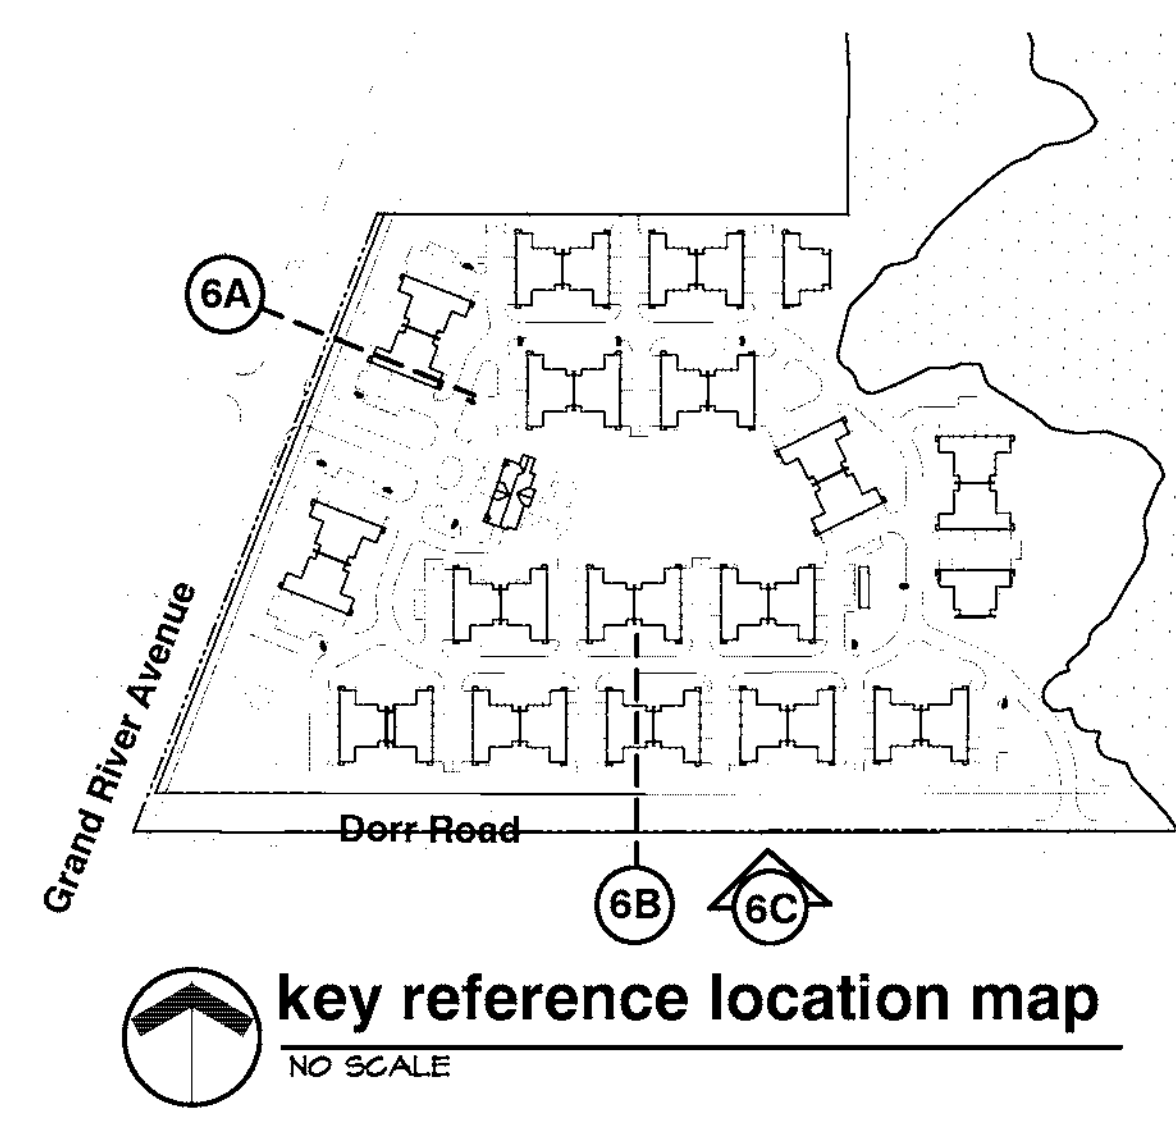 6A
Grand River Avenue
Dorr Road
6B
6C
key reference location map
NO SCALE